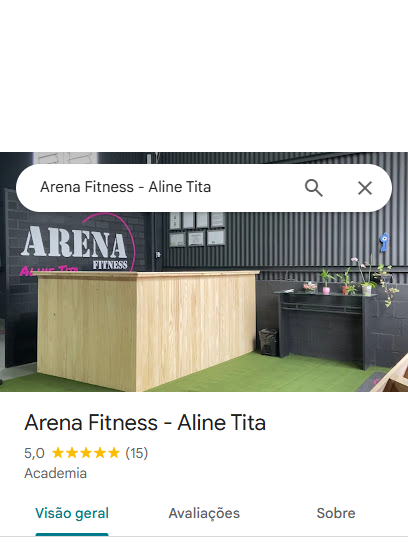 Arena Fitness - Aline Tita
ARENA
FITNESS
ALINE TITA
Arena Fitness - Aline Tita
5,0 ★★★★★ (15)
Academia
Visão geral Avaliações Sobre